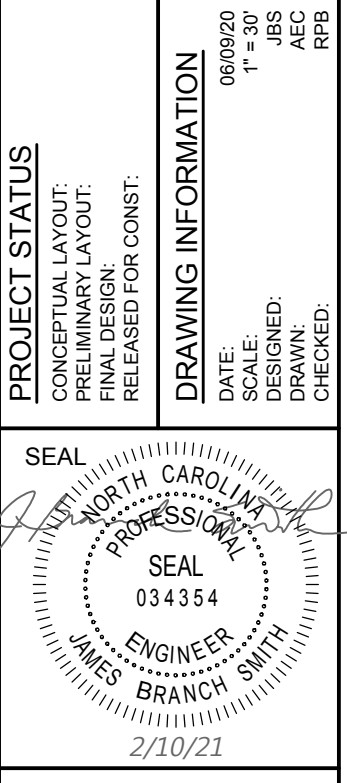 PROJECT STATUS
CONCEPTUAL LAYOUT:
PRELIMINARY LAYOUT:
FINAL DESIGN:
RELEASED FOR CONST:
DRAWING INFORMATION
DATE: 06/09/20
SCALE: 1" = 30'
DESIGNED: JBS
DRAWN: AEC
CHECKED: RPB
SEAL
NORTH CAROLINA
PROFESSIONAL
SEAL
034354
ENGINEER
JAMES BRANCH SMITH
2/10/21